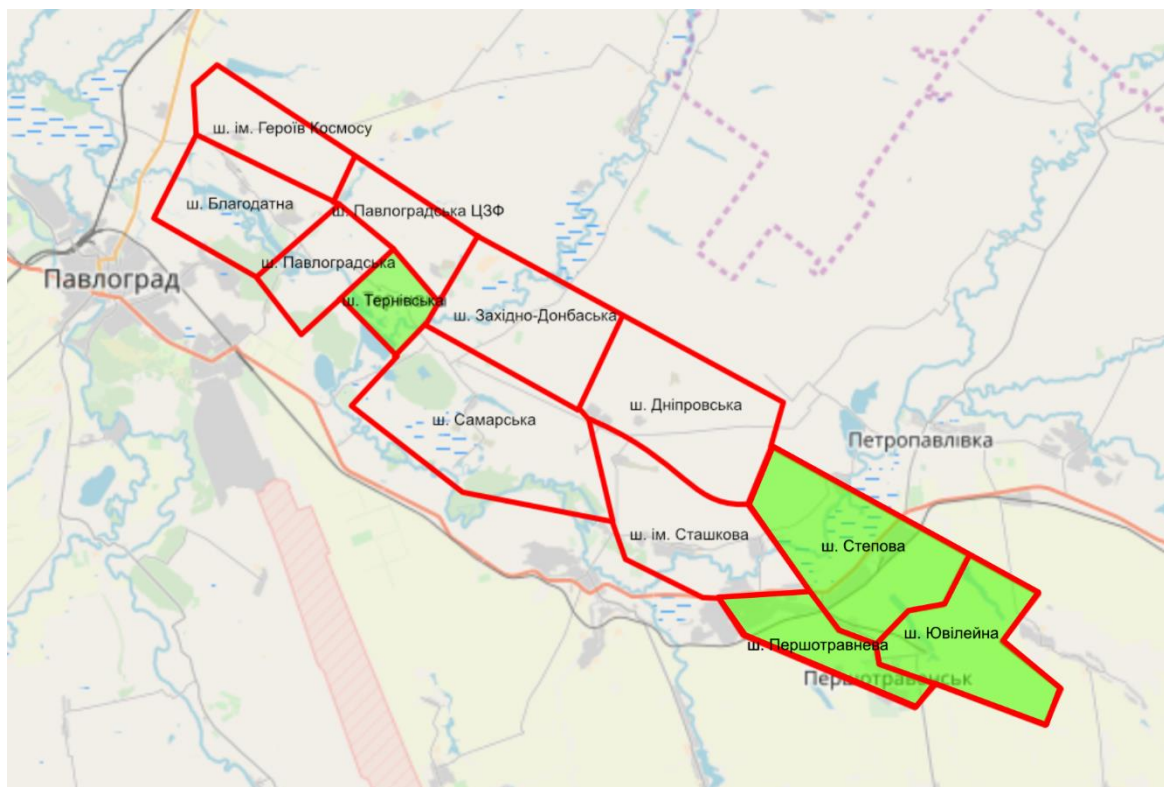 ш. ім. Героїв Космосу
ш. Благодатна
ш. Павлоградська ЦЗФ
ш. Павлоградська
Павлоград
ш. Тернівська
ш. Західно-Донбаська
ш. Дніпровська
ш. Самарська
Петропавлівка
ш. ім. Сташкова
ш. Степова
ш. Ювілейна
ш. Першотравнева
Першотравенськ